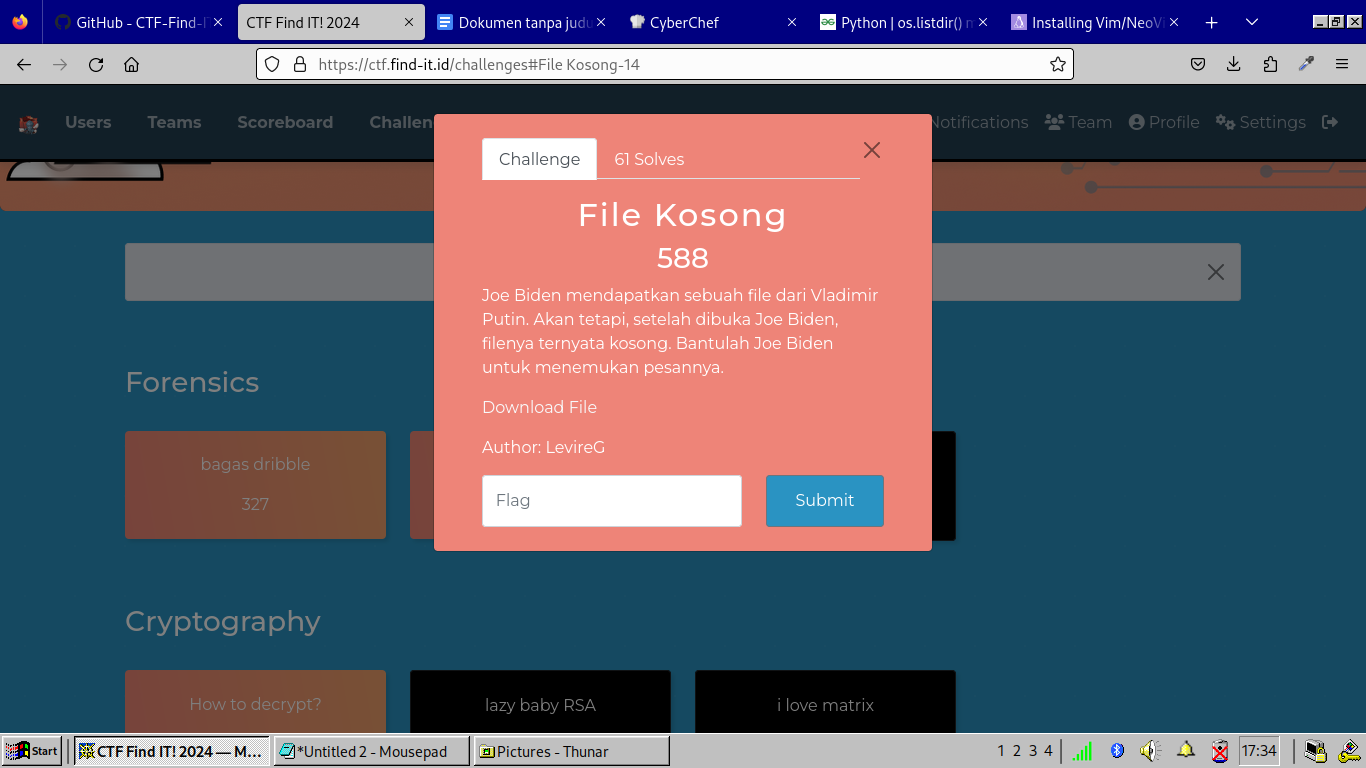 GitHub - CTF-Find-I
CTF Find IT! 2024
Dokumen tanpa judu
CyberChef
Python | os.listdir() m
Installing Vim/NeoVi
https://ctf.find-it.id/challenges#File Kosong-14
Users
Teams
Scoreboard
Challen
Notifications
Team
Profile
Settings
Challenge
61 Solves
File Kosong
588
Joe Biden mendapatkan sebuah file dari Vladimir
Putin. Akan tetapi, setelah dibuka Joe Biden,
filenya ternyata kosong. Bantulah Joe Biden
untuk menemukan pesannya.
Download File
Author: LevireG
Flag
Submit
Forensics
bagas dribble
327
Cryptography
How to decrypt?
lazy baby RSA
i love matrix
Start
CTF Find IT! 2024 — M...
*Untitled 2 - Mousepad
Pictures - Thunar
1 2 3 4
17:34